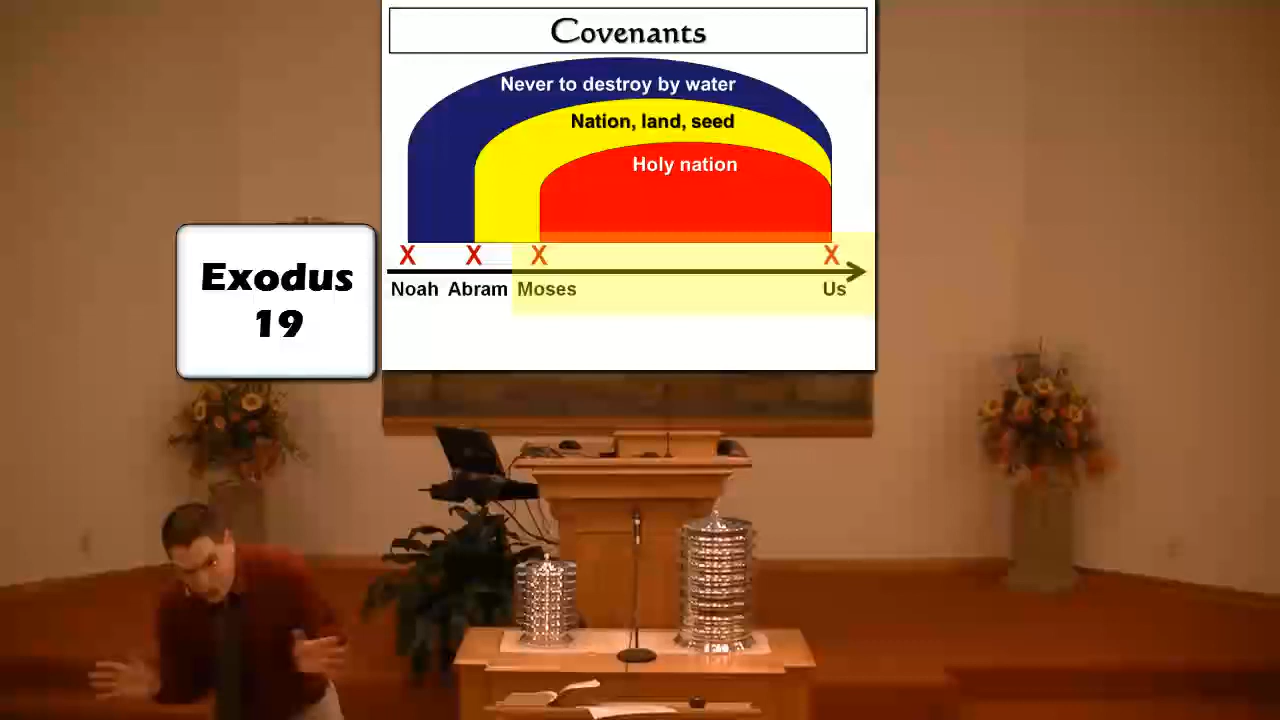 Covenants
Never to destroy by water
Nation, land, seed
Holy nation
X X X X
Noah Abram Moses Us
Exodus
19